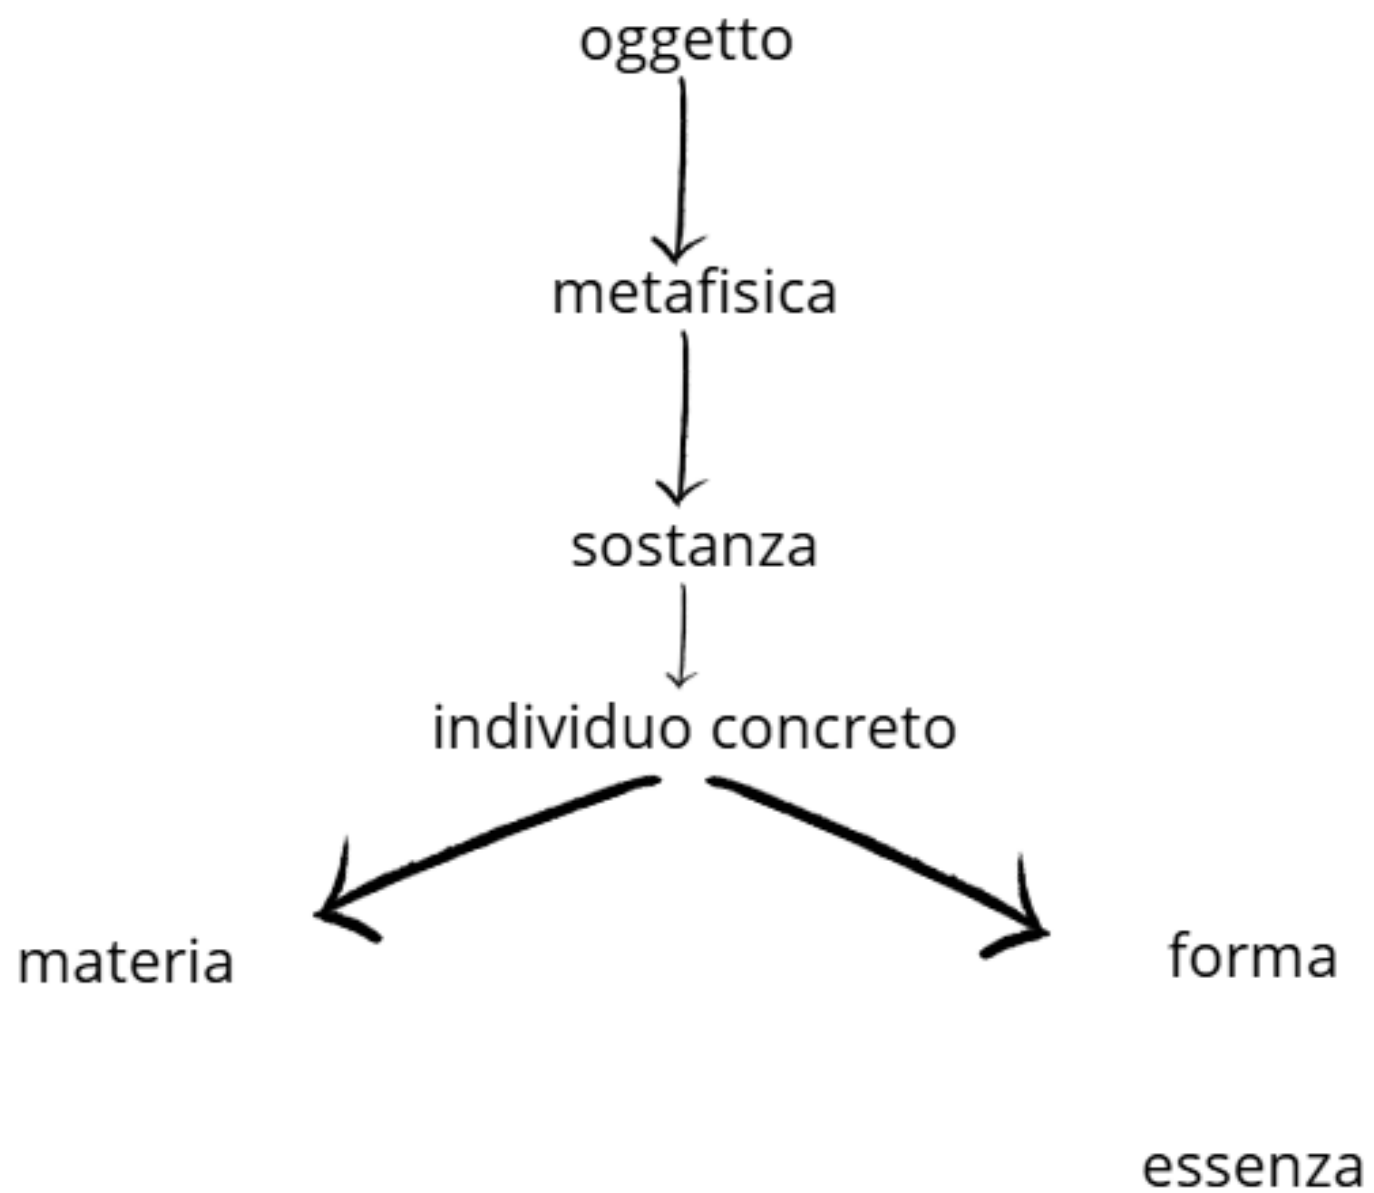 oggetto
metafisica
sostanza
individuo concreto
materia
forma
essenza